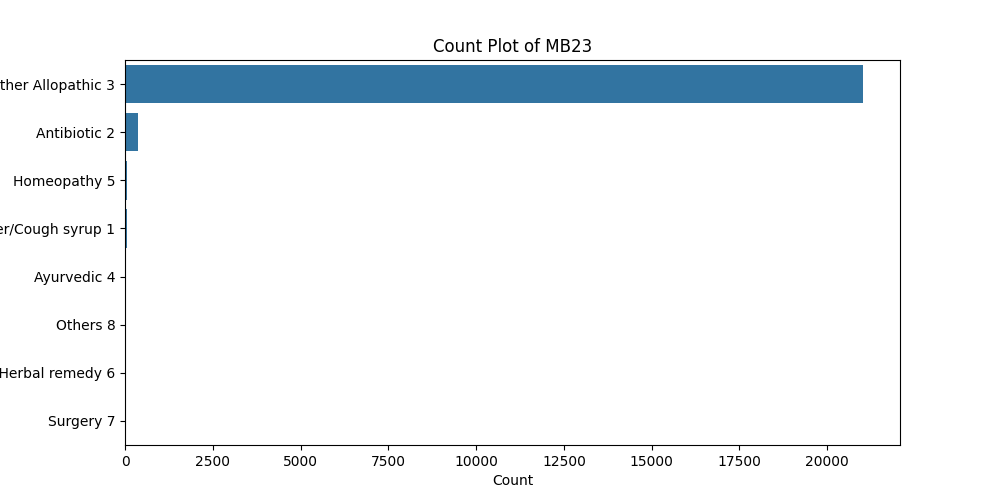 Count Plot of MB23
ther Allopathic 3
Antibiotic 2
Homeopathy 5
er/Cough syrup 1
Ayurvedic 4
Others 8
Herbal remedy 6
Surgery 7
0 2500 5000 7500 10000 12500 15000 17500 20000
Count